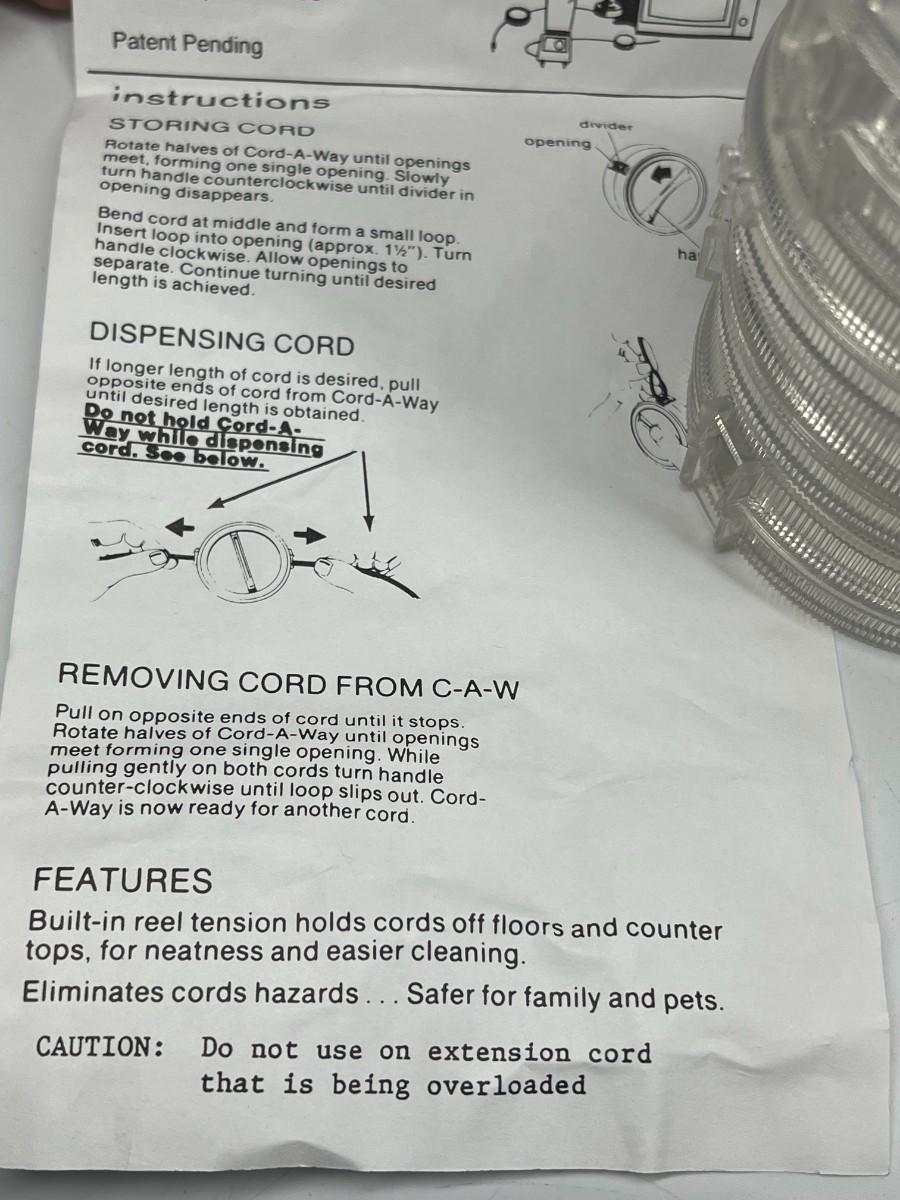 Patent Pending
instructions
STORING CORD
Rotate halves of Cord-A-Way until openings
meet, forming one single opening. Slowly
turn handle counterclockwise until divider in
opening disappears.
Bend cord at middle and form a small loop.
Insert loop into opening (approx. 1½"). Turn
handle clockwise. Allow openings to
separate. Continue turning until desired
length is achieved.
divider
opening
DISPENSING CORD
If longer length of cord is desired, pull
opposite ends of cord from Cord-A-Way
until desired length is obtained.
Do not hold Cord-A-
Way while dispensing
cord. See below.
REMOVING CORD FROM C-A-W
Pull on opposite ends of cord until it stops.
Rotate halves of Cord-A-Way until openings
meet forming one single opening. While
pulling gently on both cords turn handle
counter-clockwise until loop slips out. Cord-
A-Way is now ready for another cord.
FEATURES
Built-in reel tension holds cords off floors and counter
tops, for neatness and easier cleaning.
Eliminates cords hazards . . . Safer for family and pets.
CAUTION: Do not use on extension cord
that is being overloaded